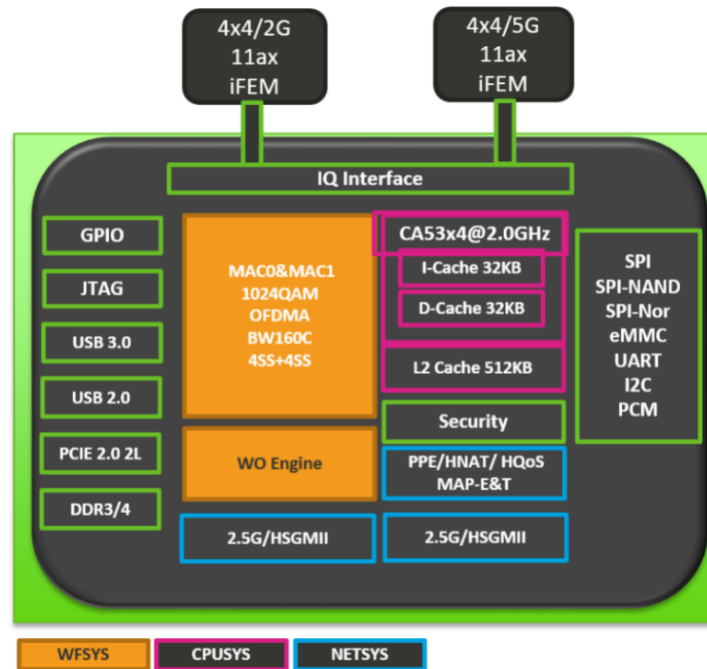 4x4/2G
11ax
iFEM
4x4/5G
11ax
iFEM
IQ Interface
GPIO
JTAG
USB 3.0
USB 2.0
PCIE 2.0 2L
DDR3/4
MAC0&MAC1
1024QAM
OFDMA
BW160C
4SS+4SS
WO Engine
2.5G/HSGMII
CA53x4@2.0GHz
I-Cache 32KB
D-Cache 32KB
L2 Cache 512KB
Security
PPE/HNAT/ HQoS
MAP-E&T
2.5G/HSGMII
SPI
SPI-NAND
SPI-Nor
eMMC
UART
I2C
PCM
WFSYS
CPUSYS
NETSYS